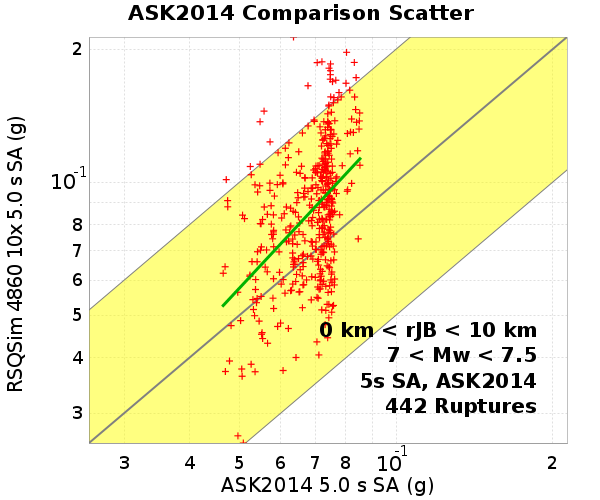 ASK2014 Comparison Scatter
RSQSim 4860 10x 5.0 s SA (g)
2
10⁻¹
8
7
6
5
4
3
0 km < rJB < 10 km
7 < Mw < 7.5
5s SA, ASK2014
442 Ruptures
3 4 5 6 7 8 10⁻¹ 2
ASK2014 5.0 s SA (g)